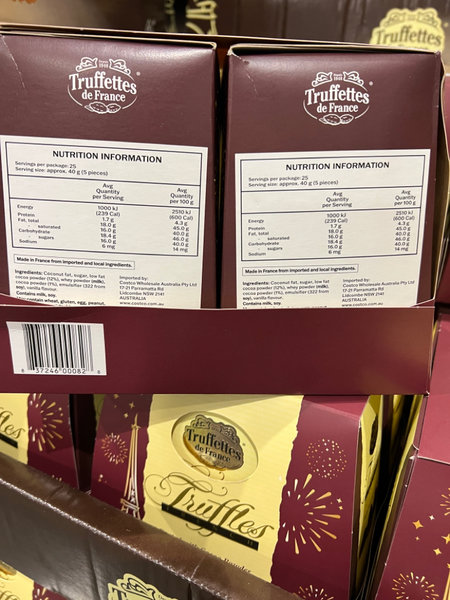 Truffettes
de France
NUTRITION INFORMATION
Servings per package: 25
Serving size: approx. 40 g (5 pieces)
Avg Quantity per Serving
Avg Quantity per 100 g
Energy 1000 kJ 2510 kJ
(239 Cal) (600 Cal)
Protein 1.7 g 4.3 g
Fat, total 18.0 g 45.0 g
saturated 16.0 g 40.0 g
Carbohydrate 18.4 g 46.0 g
sugars 16.0 g 40.0 g
Sodium 6 mg 14 mg
Made in France from imported and local ingredients.
Ingredients: Coconut fat, sugar, low fat
cocoa powder (12%), whey powder (milk),
cocoa powder (1%), emulsifier (322 from
soy), vanilla flavour.
Contains milk, soy.
May contain wheat, gluten, egg, peanut,
Imported by:
Costco Wholesale Australia Pty Ltd
17-21 Parramatta Rd
Lidcombe NSW 2141
AUSTRALIA
www.costco.com.au
Truffettes
de France
NUTRITION INFORMATION
Servings per package: 25
Serving size: approx. 40 g (5 pieces)
Avg Quantity per Serving
Avg Quantity per 100 g
Energy 1000 kJ 2510 kJ
(239 Cal) (600 Cal)
Protein 1.7 g 4.3 g
Fat, total 18.0 g 45.0 g
saturated 16.0 g 40.0 g
Carbohydrate 18.4 g 46.0 g
sugars 16.0 g 40.0 g
Sodium 6 mg 14 mg
Made in France from imported and local ingredients.
Ingredients: Coconut fat, sugar, low fat
cocoa powder (12%), whey powder (milk),
cocoa powder (1%), emulsifier (322 from
soy), vanilla flavour.
Contains milk, soy.
Imported by:
Costco Wholesale Australia Pty Ltd
17-21 Parramatta Rd
Lidcombe NSW 2141
AUSTRALIA
www.costco.com.au
8 37246 00082 8
Truffettes
de France
Truffles